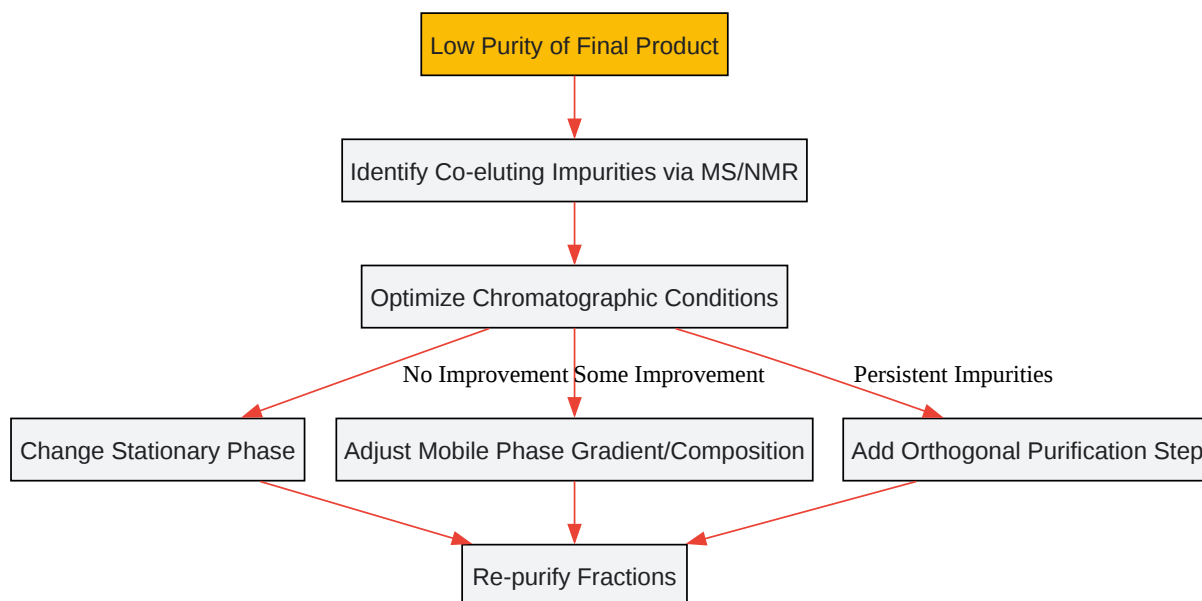 Low Purity of Final Product
Identify Co-eluting Impurities via MS/NMR
Optimize Chromatographic Conditions
No Improvement
Some Improvement
Persistent Impurities
Change Stationary Phase
Adjust Mobile Phase Gradient/Composition
Add Orthogonal Purification Step
Re-purify Fractions